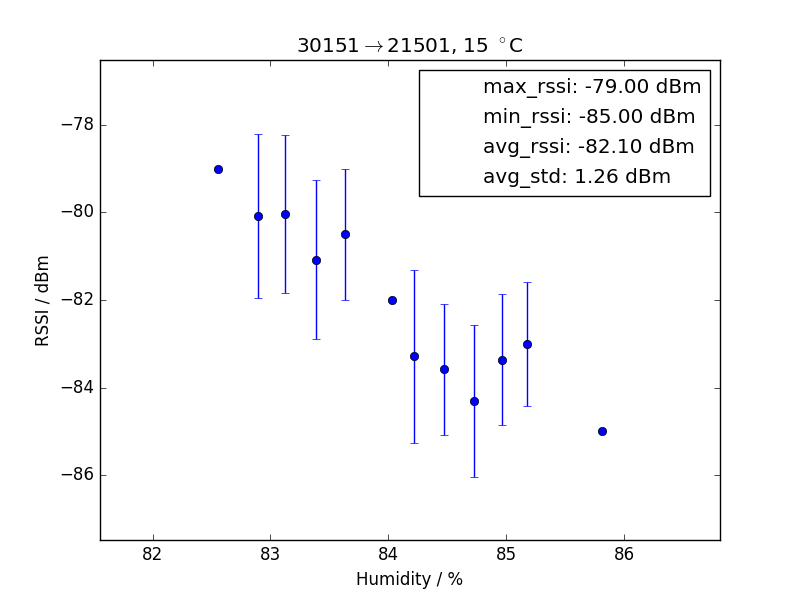 30151→21501, 15 °C
max_rssi: -79.00 dBm
min_rssi: -85.00 dBm
avg_rssi: -82.10 dBm
avg_std: 1.26 dBm
RSSI / dBm
−78
−80
−82
−84
−86
82 83 84 85 86
Humidity / %